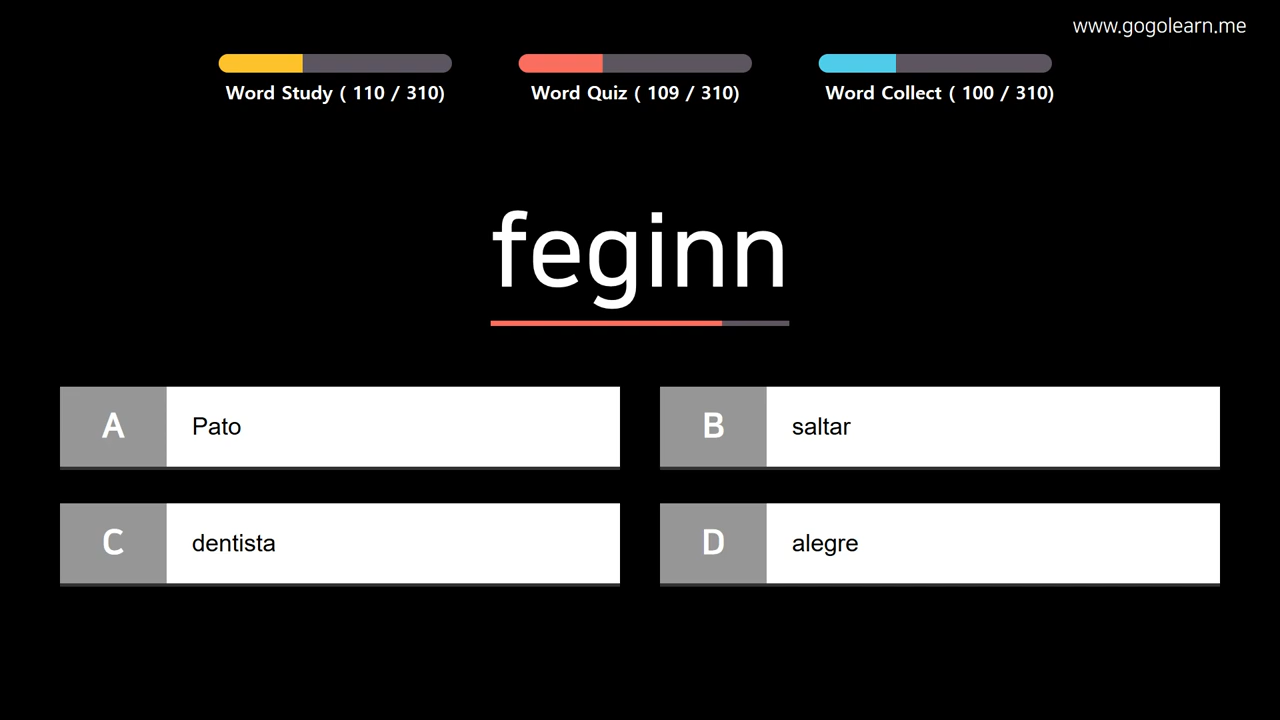 www.gogolearn.me
Word Study ( 110 / 310)
Word Quiz ( 109 / 310)
Word Collect ( 100 / 310)
feginn
A
Pato
B
saltar
C
dentista
D
alegre